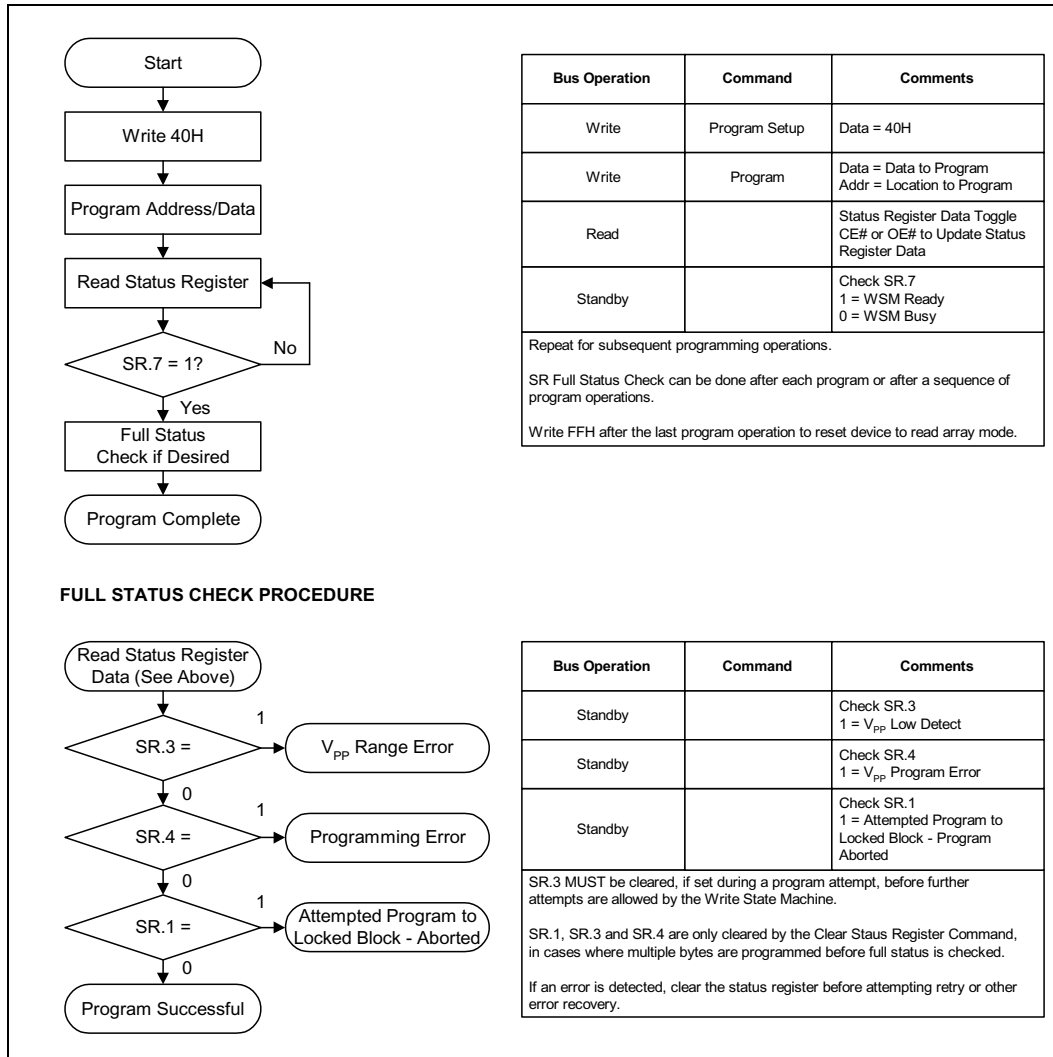 Start
Write 40H
Program Address/Data
Read Status Register
No
SR.7 = 1?
Yes
Full Status
Check if Desired
Program Complete
Bus Operation Command Comments
Write Program Setup Data = 40H
Write Program Data = Data to Program
Addr = Location to Program
Read Status Register Data Toggle
CE# or OE# to Update Status
Register Data
Standby Check SR.7
1 = WSM Ready
0 = WSM Busy
Repeat for subsequent programming operations.
SR Full Status Check can be done after each program or after a sequence of
program operations.
Write FFH after the last program operation to reset device to read array mode.
FULL STATUS CHECK PROCEDURE
Read Status Register
Data (See Above)
1
SR.3 =
VPP Range Error
0
1
SR.4 =
Programming Error
0
1
SR.1 =
Attempted Program to
Locked Block - Aborted
0
Program Successful
Bus Operation Command Comments
Standby Check SR.3
1 = VPP Low Detect
Standby Check SR.4
1 = VPP Program Error
Standby Check SR.1
1 = Attempted Program to
Locked Block - Program
Aborted
SR.3 MUST be cleared, if set during a program attempt, before further
attempts are allowed by the Write State Machine.
SR.1, SR.3 and SR.4 are only cleared by the Clear Staus Register Command,
in cases where multiple bytes are programmed before full status is checked.
If an error is detected, clear the status register before attempting retry or other
error recovery.